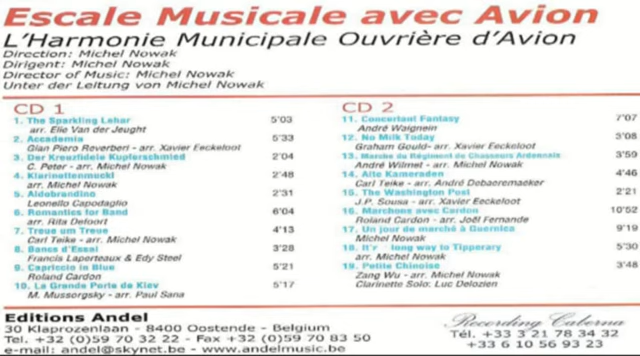 Escale Musicale avec Avion
L'Harmonie Municipale Ouvrière d'Avion
Direction: Michel Nowak
Dirigent: Michel Nowak
Director of Music: Michel Nowak
Unter der Leitung von Michel Nowak
CD 1
1. The Sparkling Lehar 5'03
arr. Elie Van der Jeught
2. Accademia 5'33
Gian Piero Reverberi - arr. Xavier Eeckeloot
3. Der Kreuzfidele Kupferschmied 2'04
C. Peter - arr. Michel Nowak
4. Klarinettenmuckl 2'48
arr. Michel Nowak
5. Aldobrandino 2'31
Leonello Capodaglio
6. Romantics for Band 6'04
arr. Rita Defoort
7. Treue um Treue 4'13
Carl Teike - arr. Michel Nowak
8. Bancs d'Essai 3'28
Francis Laperteaux & Edy Steel
9. Capriccio in Blue 5'21
Roland Cardon
10. La Grande Porte de Kiev 5'17
M. Mussorgsky - arr. Paul Sana
CD 2
11. Concertant Fantasy 7'07
André Waignein
12. No Milk Today 3'08
Graham Gould- arr. Xavier Eeckeloot
13. Marche du Régiment de Chasseurs Ardennais 3'59
André Wilmet - arr. Michel Nowak
14. Alte Kameraden 4'46
Carl Teike - arr. André Debaeremaeker
15. The Washington Post 2'21
J.P. Sousa - arr. Xavier Eeckeloot
16. Marchons avec Cardon 10'52
Roland Cardon - arr. Joël Fernande
17. Un jour de marché à Guernica 9'19
Michel Nowak
18. It'r long way to Tipperary 5'30
arr. Michel Nowak
19. Petite Chinoise 3'48
Zang Wu - arr. Michel Nowak
Clarinette Solo: Luc Delozien
Editions Andel
30 Klaprozenlaan - 8400 Oostende - Belgium
Tel. +32 (0)59 70 32 22 - Fax +32 (0)59 70 83 50
e-mail: andel@skynet.be - www.andelmusic.be
Recording Caberna
Tél. +33 3 21 78 34 32
+33 6 10 56 93 23